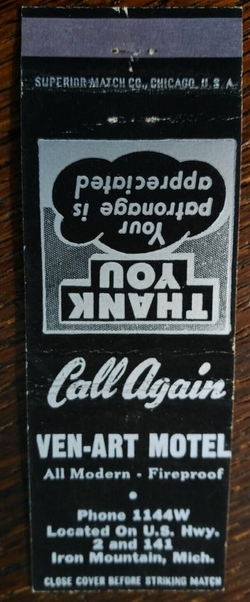 SUPERIOR MATCH CO., CHICAGO, U.S.A.
THANK
YOU
Your
patronage is
appreciated
Call Again
VEN-ART MOTEL
All Modern - Fireproof
Phone 1144W
Located On U.S. Hwy.
2 and 141
Iron Mountain, Mich.
CLOSE COVER BEFORE STRIKING MATCH